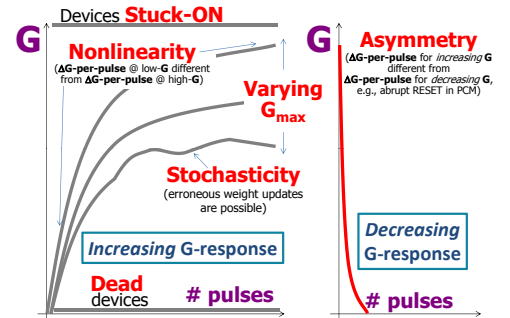 Devices Stuck-ON
G
Nonlinearity
(ΔG-per-pulse @ low-G different
from ΔG-per-pulse @ high-G)
Varying
Gmax
Stochasticity
(erroneous weight updates
are possible)
Increasing G-response
Dead
devices
# pulses
G
Asymmetry
(ΔG-per-pulse for increasing G
different from
ΔG-per-pulse for decreasing G,
e.g., abrupt RESET in PCM)
Decreasing
G-response
# pulses